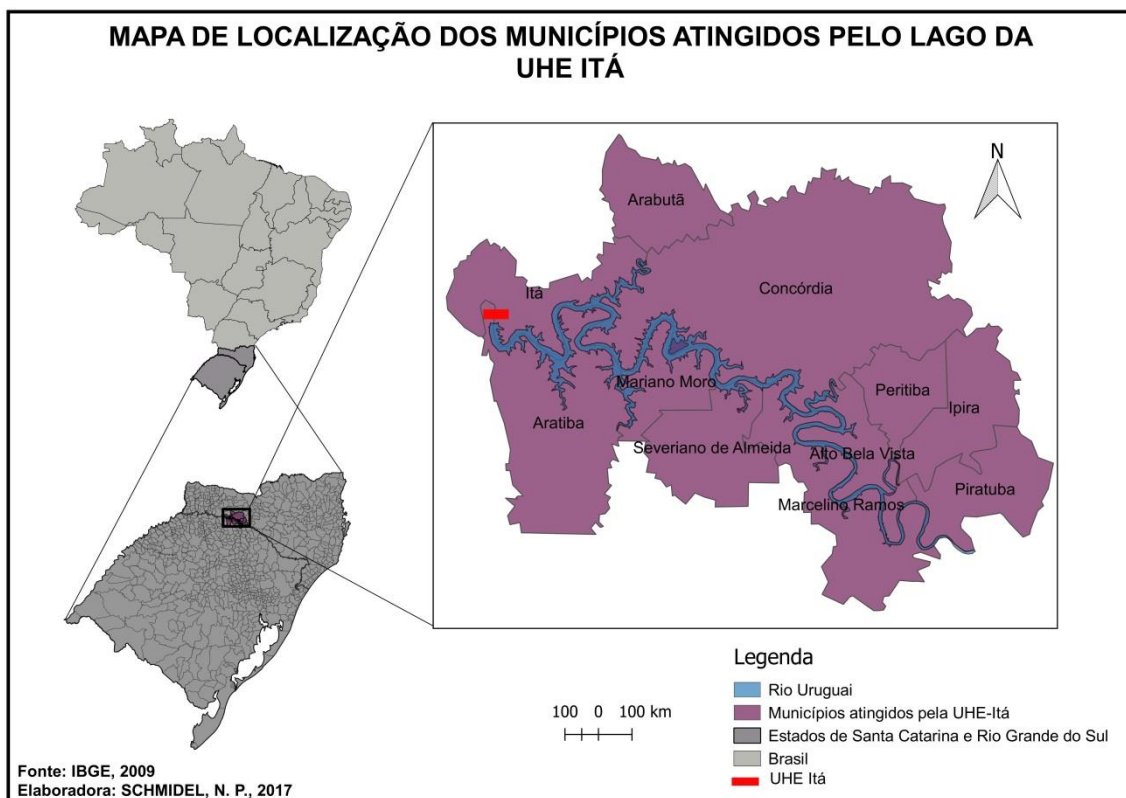 MAPA DE LOCALIZAÇÃO DOS MUNICÍPIOS ATINGIDOS PELO LAGO DA
UHE ITÁ
N
Arabutã
Itá
Concórdia
Mariano Moro
Peritiba
Ipira
Aratiba
Severiano de Almeida
Alto Bela Vista
Piratuba
Marcelino Ramos
Legenda
Rio Uruguai
Municípios atingidos pela UHE-Itá
Estados de Santa Catarina e Rio Grande do Sul
Brasil
UHE Itá
100 0 100 km
Fonte: IBGE, 2009
Elaboradora: SCHMIDEL, N. P., 2017